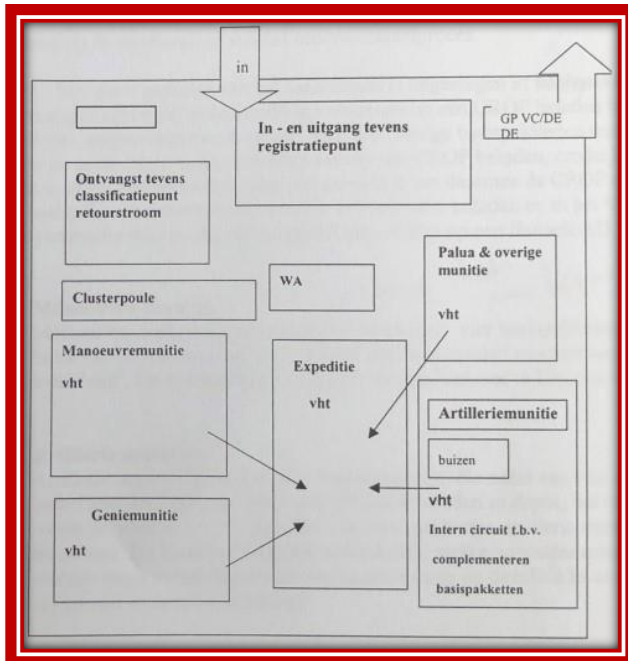 in
In - en uitgang tevens
registratiepunt
GP VC/DE
DE
Ontvangst tevens
classificatiepunt
retourstroom
Palua & overige
munitie
vht
WA
Clusterpoule
Manoeuvremunitie
vht
Expeditie
vht
Artilleriemunitie
buizen
vht
Intern circuit t.b.v.
complementeren
basispakketten
Geniemunitie
vht